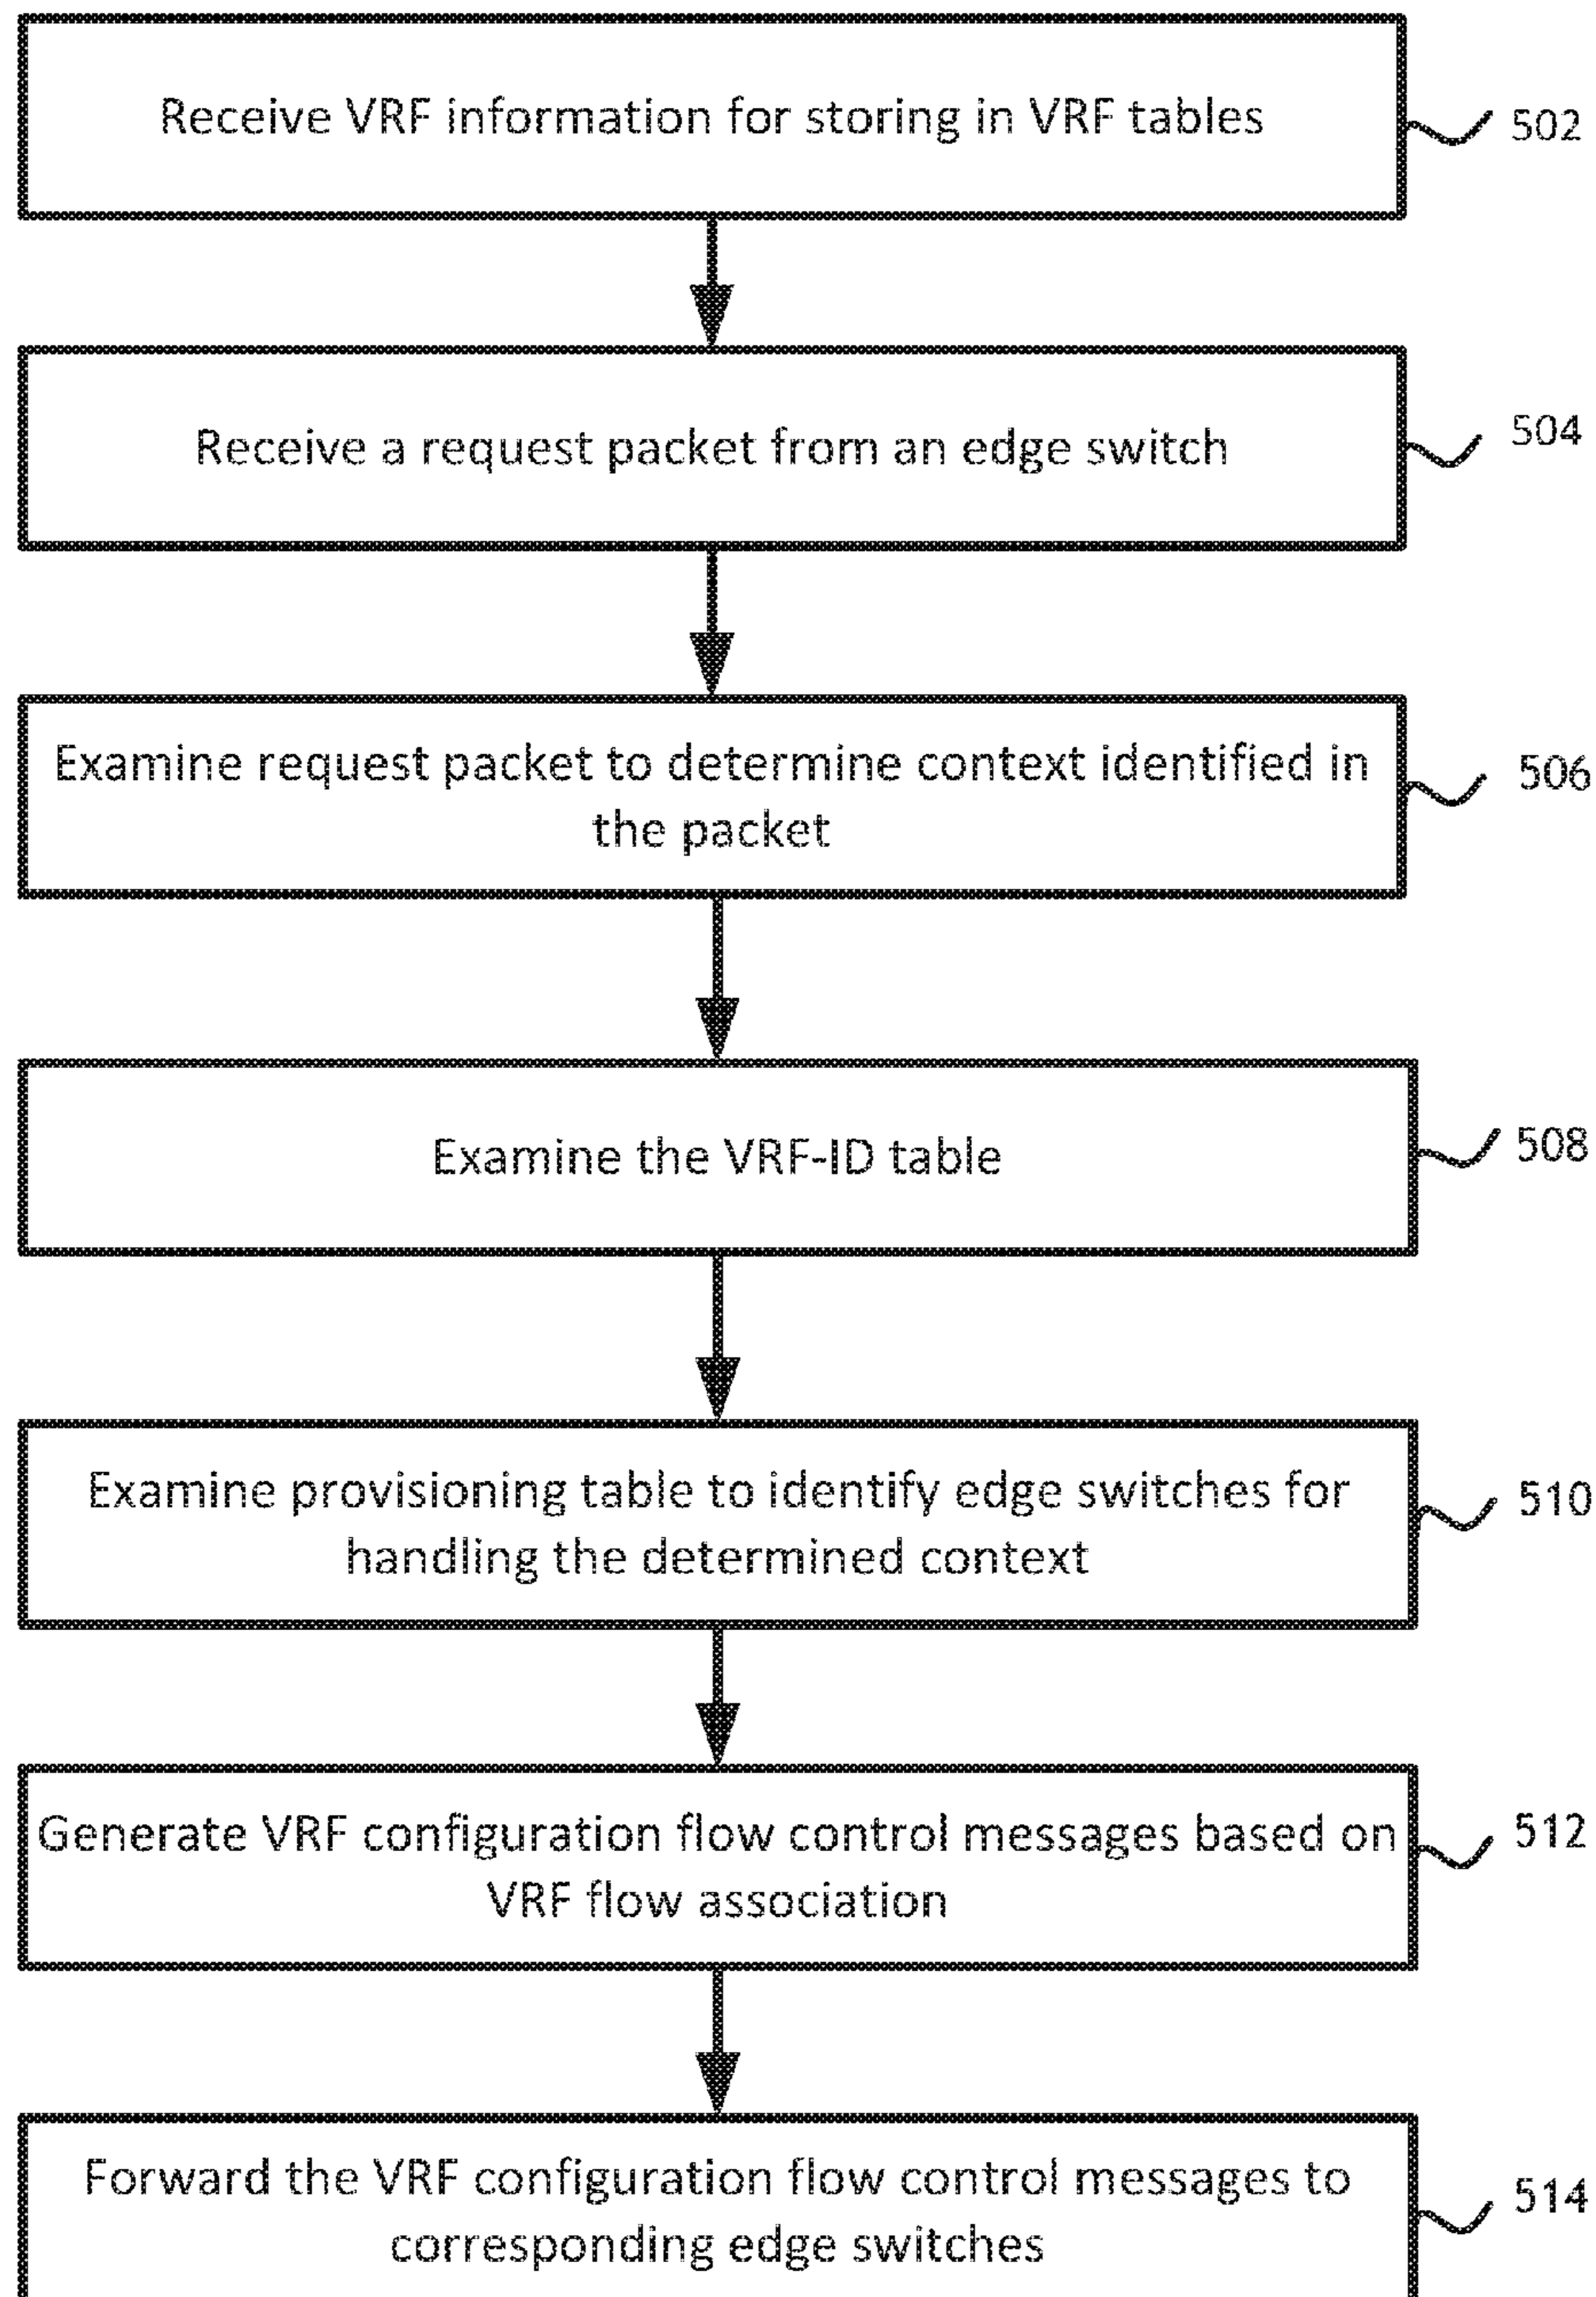 Receive VRF information for storing in VRF tables
502
Receive a request packet from an edge switch
504
Examine request packet to determine context identified in
the packet
506
Examine the VRF-ID table
508
Examine provisioning table to identify edge switches for
handling the determined context
510
Generate VRF configuration flow control messages based on
VRF flow association
512
Forward the VRF configuration flow control messages to
corresponding edge switches
514